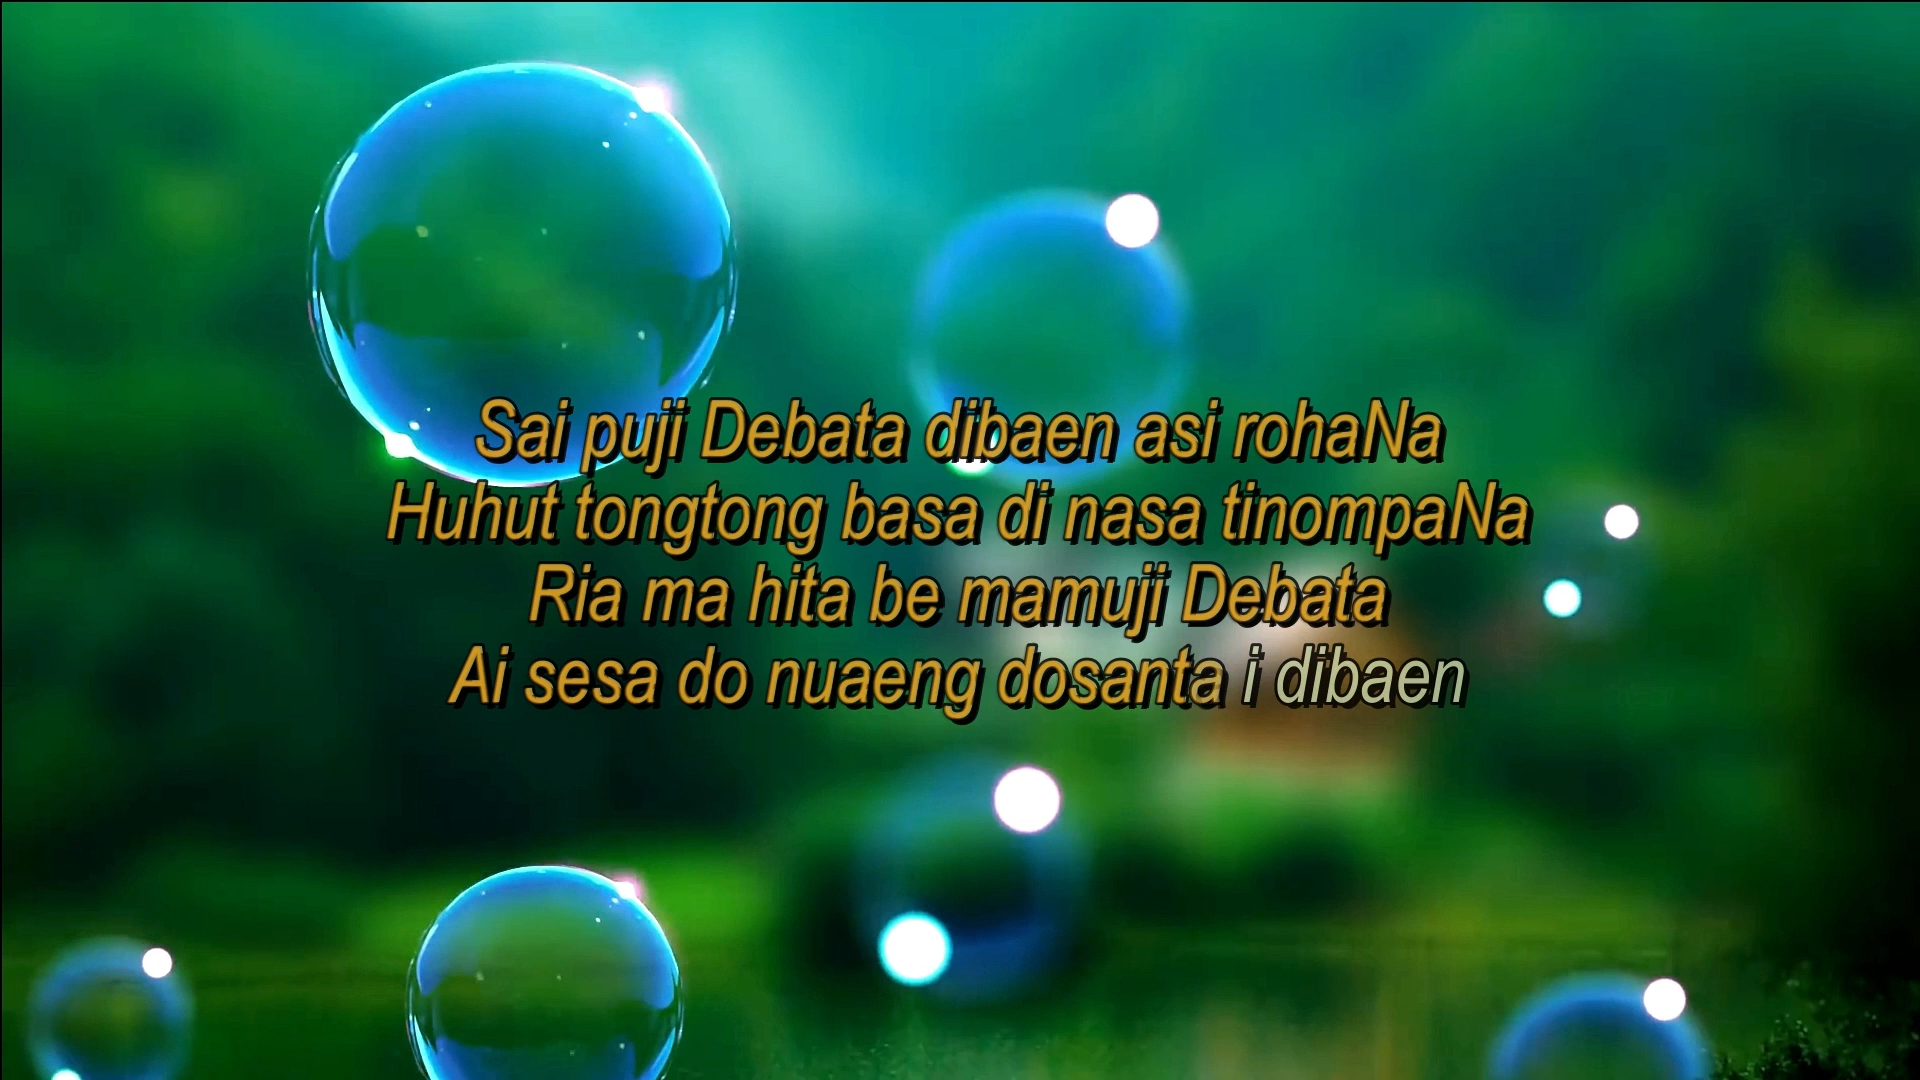 Sai puji Debata dibaen asi rohaNa
Huhut tongtong basa di nasa tinompaNa
Ria ma hita be mamuji Debata
Ai sesa do nuaeng dosanta i dibaen